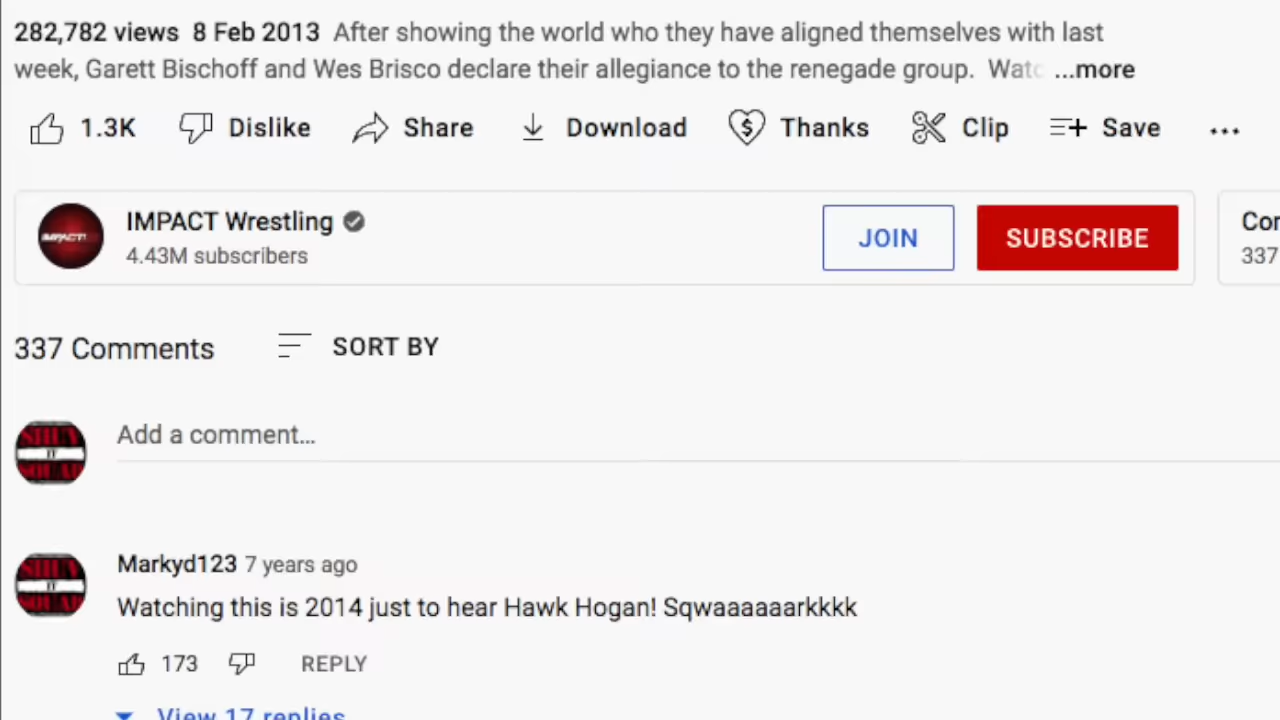 282,782 views 8 Feb 2013 After showing the world who they have aligned themselves with last
week, Garett Bischoff and Wes Brisco declare their allegiance to the renegade group. Watc ...more
1.3K Dislike Share Download Thanks Clip Save ...
IMPACT Wrestling
4.43M subscribers
IMPACT
JOIN
SUBSCRIBE
Con
337
337 Comments SORT BY
Add a comment...
Markyd123 7 years ago
Watching this is 2014 just to hear Hawk Hogan! Sqwaaaaaarkkkk
173 REPLY
View 17 replies